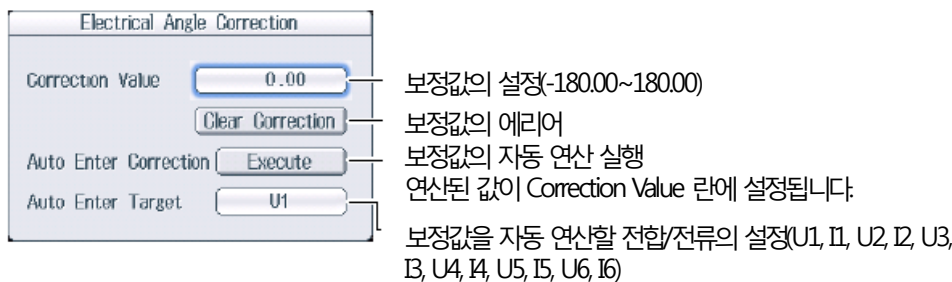 Electrical Angle Correction
Correction Value 0.00
보정값의 설정(-180.00~180.00)
Clear Correction
보정값의 에리어
Auto Enter Correction Execute
보정값의 자동 연산 실행
연산된 값이 Correction Value 란에 설정됩니다.
Auto Enter Target U1
보정값을 자동 연산할 전합/전류의 설정(U1, I1, U2, I2, U3,
I3, U4, I4, U5, I5, U6, I6)